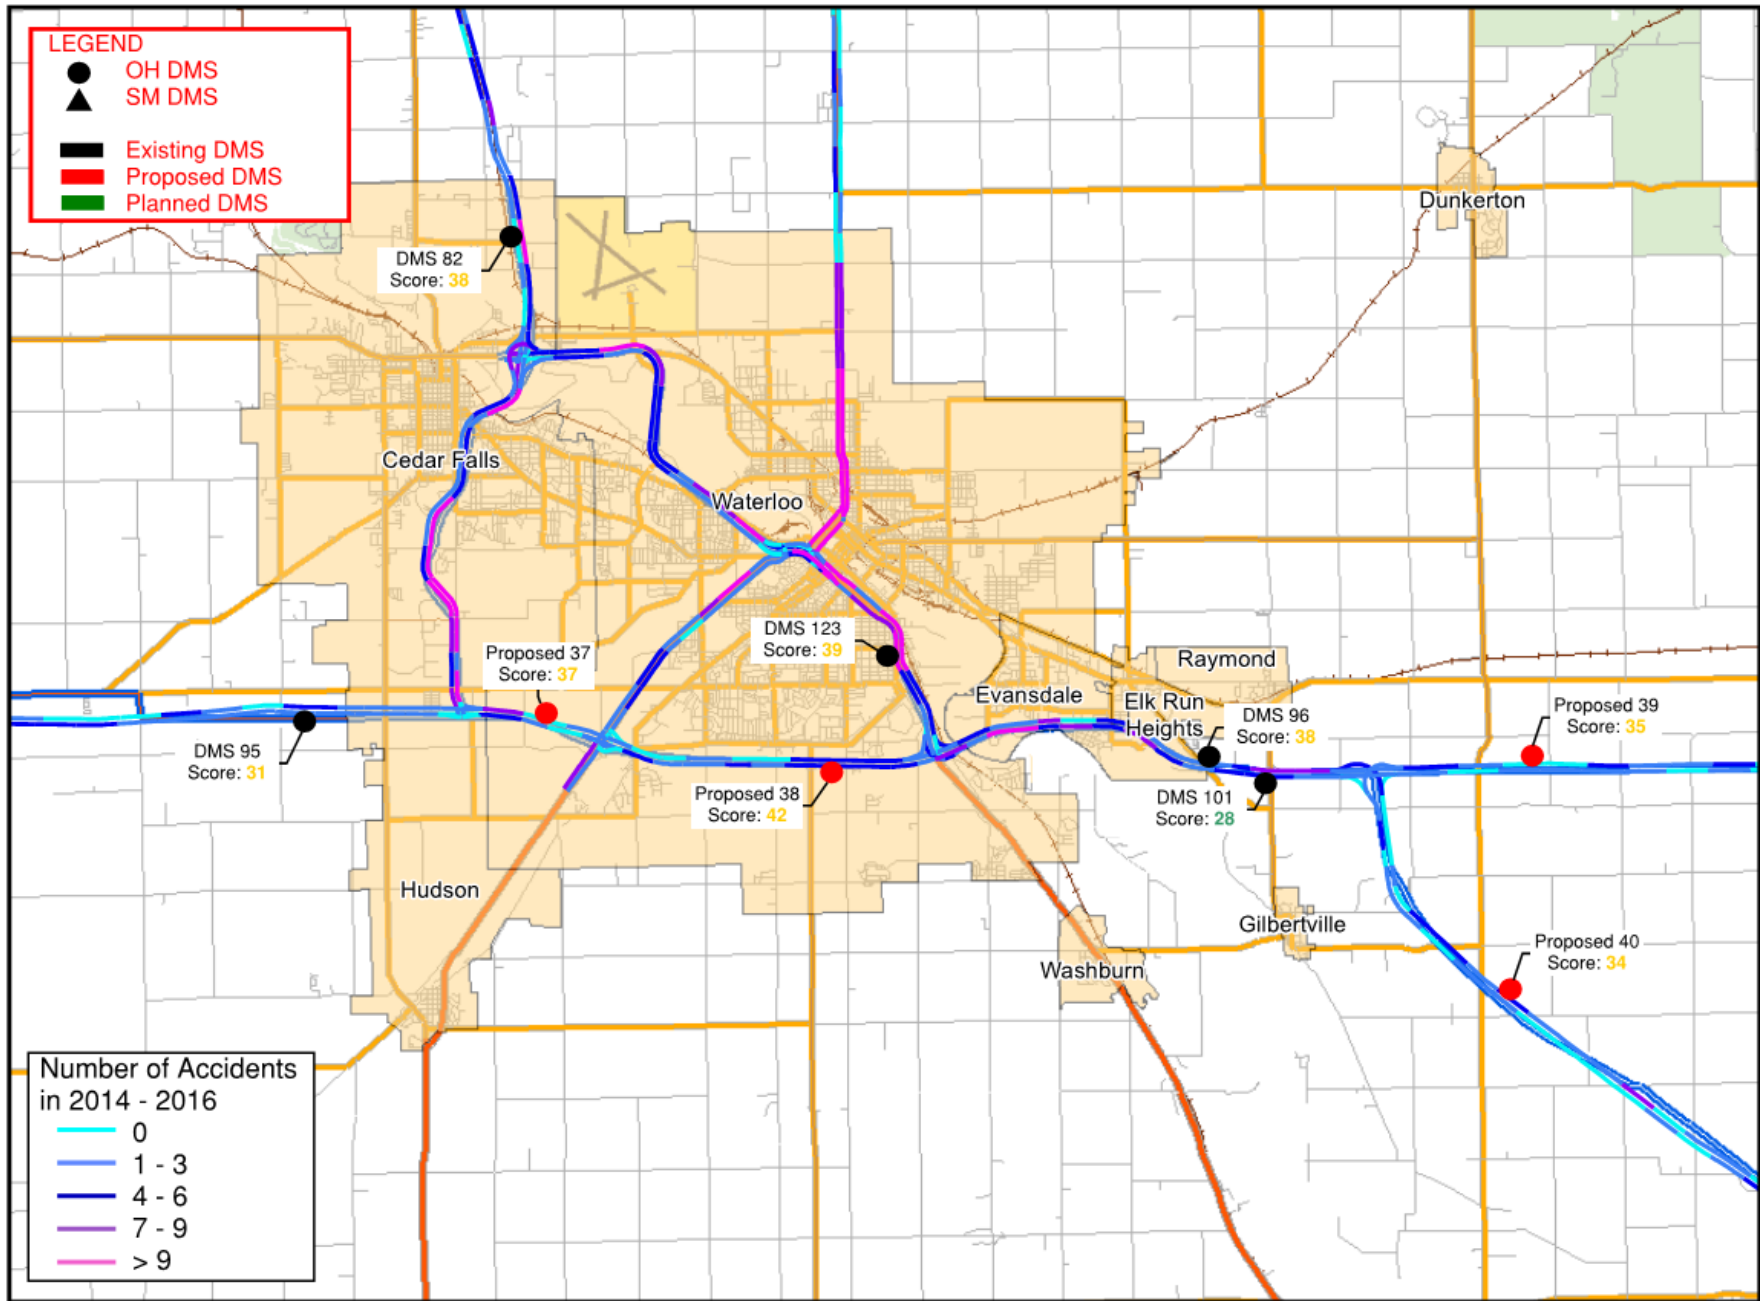 LEGEND
OH DMS
SM DMS
Existing DMS
Proposed DMS
Planned DMS
Dunkerton
DMS 82
Score: 38
Cedar Falls
Waterloo
DMS 123
Score: 39
Proposed 37
Score: 37
Raymond
Evansdale
Elk Run
Heights
DMS 96
Score: 38
Proposed 39
Score: 35
DMS 95
Score: 31
Proposed 38
Score: 42
DMS 101
Score: 28
Hudson
Gilbertville
Washburn
Proposed 40
Score: 34
Number of Accidents
in 2014 - 2016
0
1 - 3
4 - 6
7 - 9
> 9